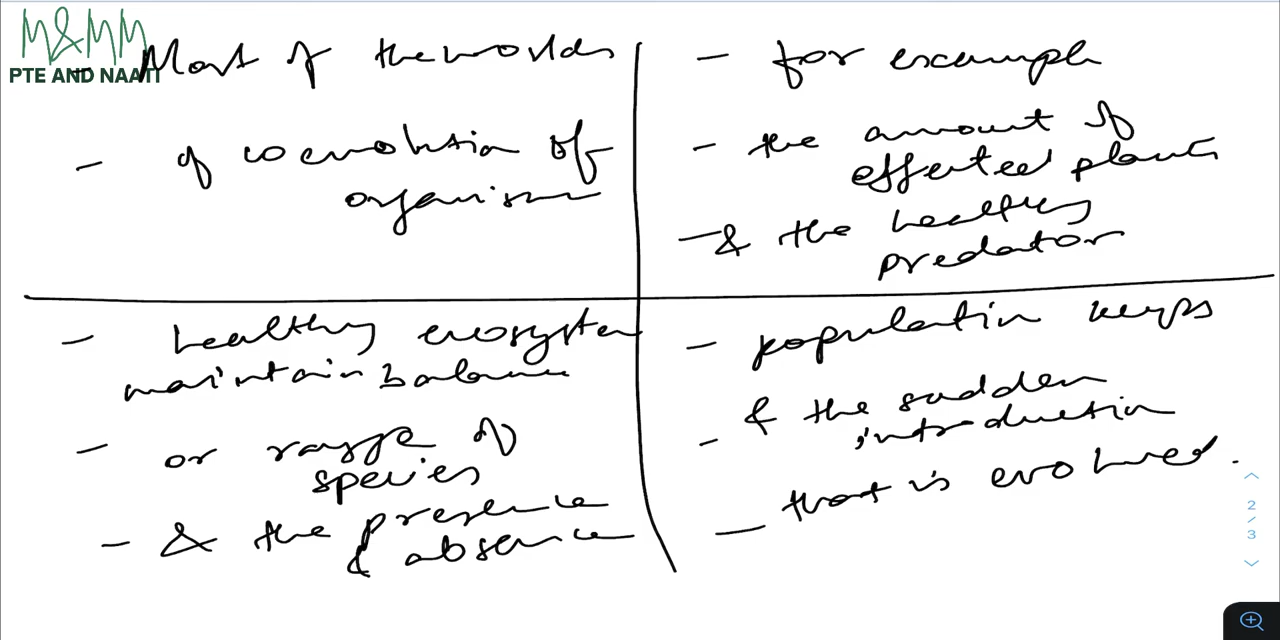 M&MM
PTE AND NAATI
Most of the worlds
- of coevolution of
organism
- healthy ecosystem
maintain balance
- or range of
species
- & the presence
& absence
- for example
- the amount of
effected plants
- & the healthy
predator
- population keeps
- & the sudden
introduction
- that is evolved.
2
/
3